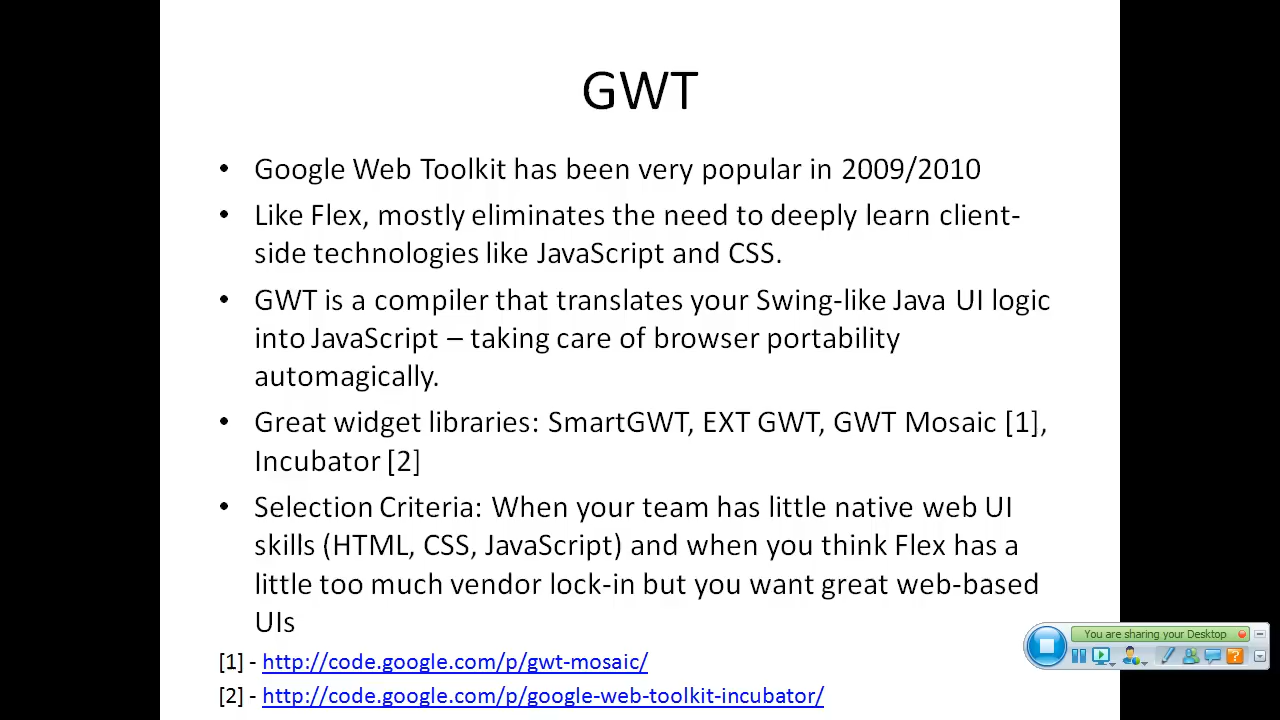 GWT
• Google Web Toolkit has been very popular in 2009/2010
• Like Flex, mostly eliminates the need to deeply learn client-
side technologies like JavaScript and CSS.
• GWT is a compiler that translates your Swing-like Java UI logic
into JavaScript – taking care of browser portability
automagically.
• Great widget libraries: SmartGWT, EXT GWT, GWT Mosaic [1],
Incubator [2]
• Selection Criteria: When your team has little native web UI
skills (HTML, CSS, JavaScript) and when you think Flex has a
little too much vendor lock-in but you want great web-based
UIs
You are sharing your Desktop
[1] - http://code.google.com/p/gwt-mosaic/
[2] - http://code.google.com/p/google-web-toolkit-incubator/